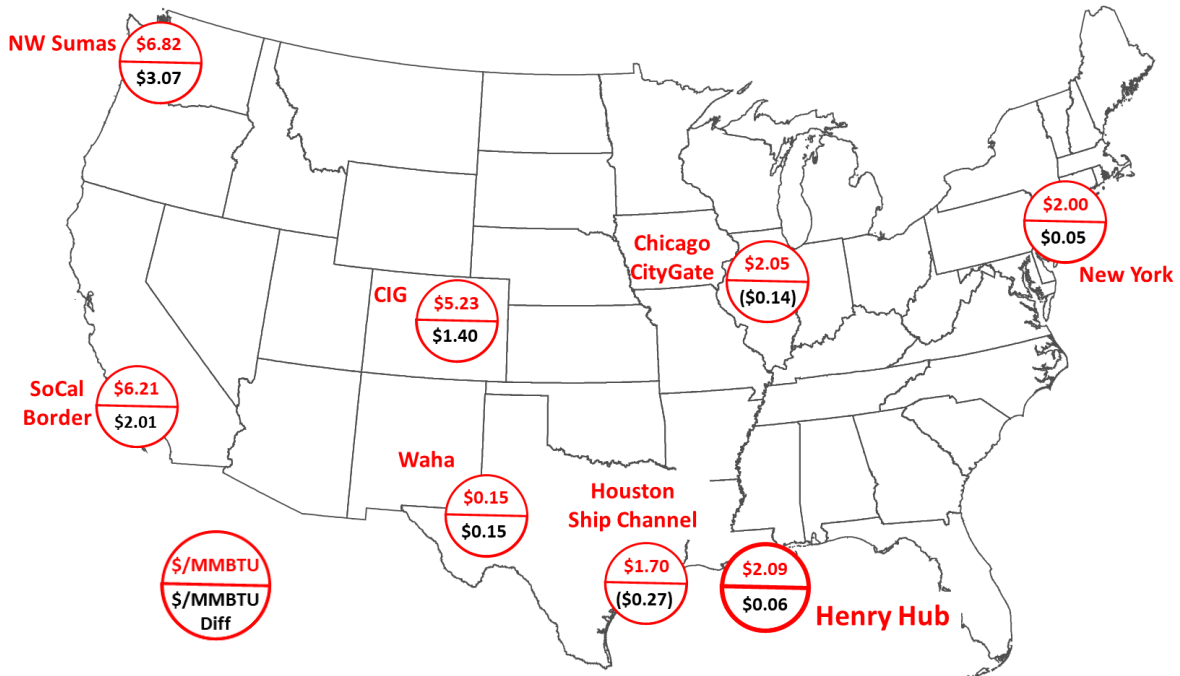 NW Sumas
$6.82
$3.07
$2.00
$0.05
New York
Chicago
CityGate
$2.05
($0.14)
CIG
$5.23
$1.40
SoCal
Border
$6.21
$2.01
Waha
$0.15
$0.15
Houston
Ship Channel
$1.70
($0.27)
$2.09
$0.06
Henry Hub
$/MMBTU
$/MMBTU
Diff